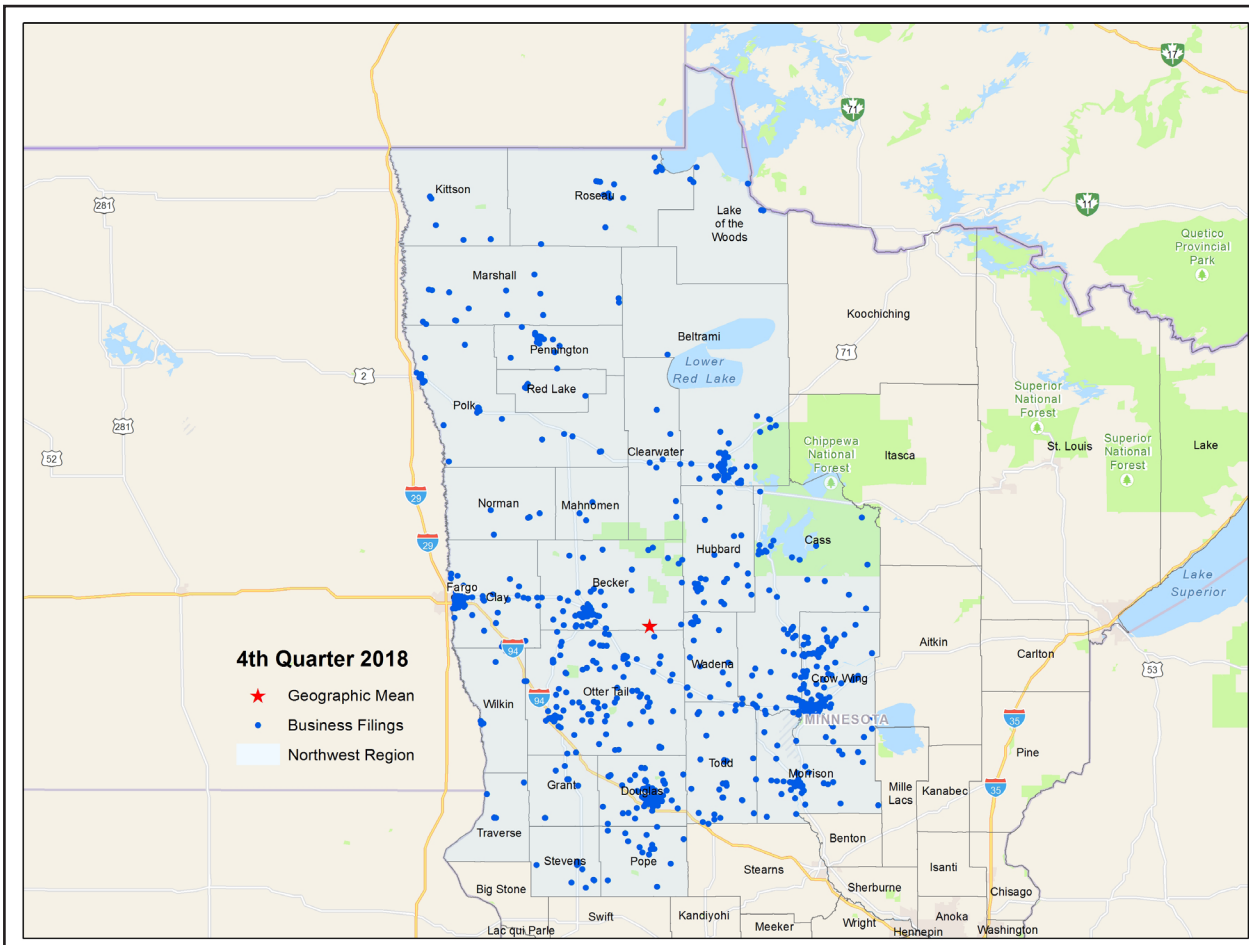 17
71
Kittson
Roseau
281
11
Lake
of the
Woods
Quetico
Provincial
Park
Marshall
Koochiching
Beltrami
Pennington
71
Lower
Red Lake
2
Red Lake
Superior
National
Forest
Polk
281
Chippewa
National
Forest
St. Louis
Superior
National
Forest
Lake
Clearwater
Itasca
52
29
Norman
Mahnomen
29
Hubbard
Cass
Fargo
Clay
Becker
Lake
Superior
94
Aitkin
Carlton
4th Quarter 2018
Wadena
53
Geographic Mean
Crow Wing
Otter Tail
94
Wilkin
Business Filings
MINNESOTA
35
Northwest Region
Pine
Todd
Morrison
Grant
Douglas
Mille
Lacs
Kanabec
35
Traverse
Benton
Stevens
Pope
Stearns
Isanti
Big Stone
Sherburne
Chisago
Swift
Kandiyohi
Anoka
Meeker
Wright
Lac qui Parle
Hennepin
Washington